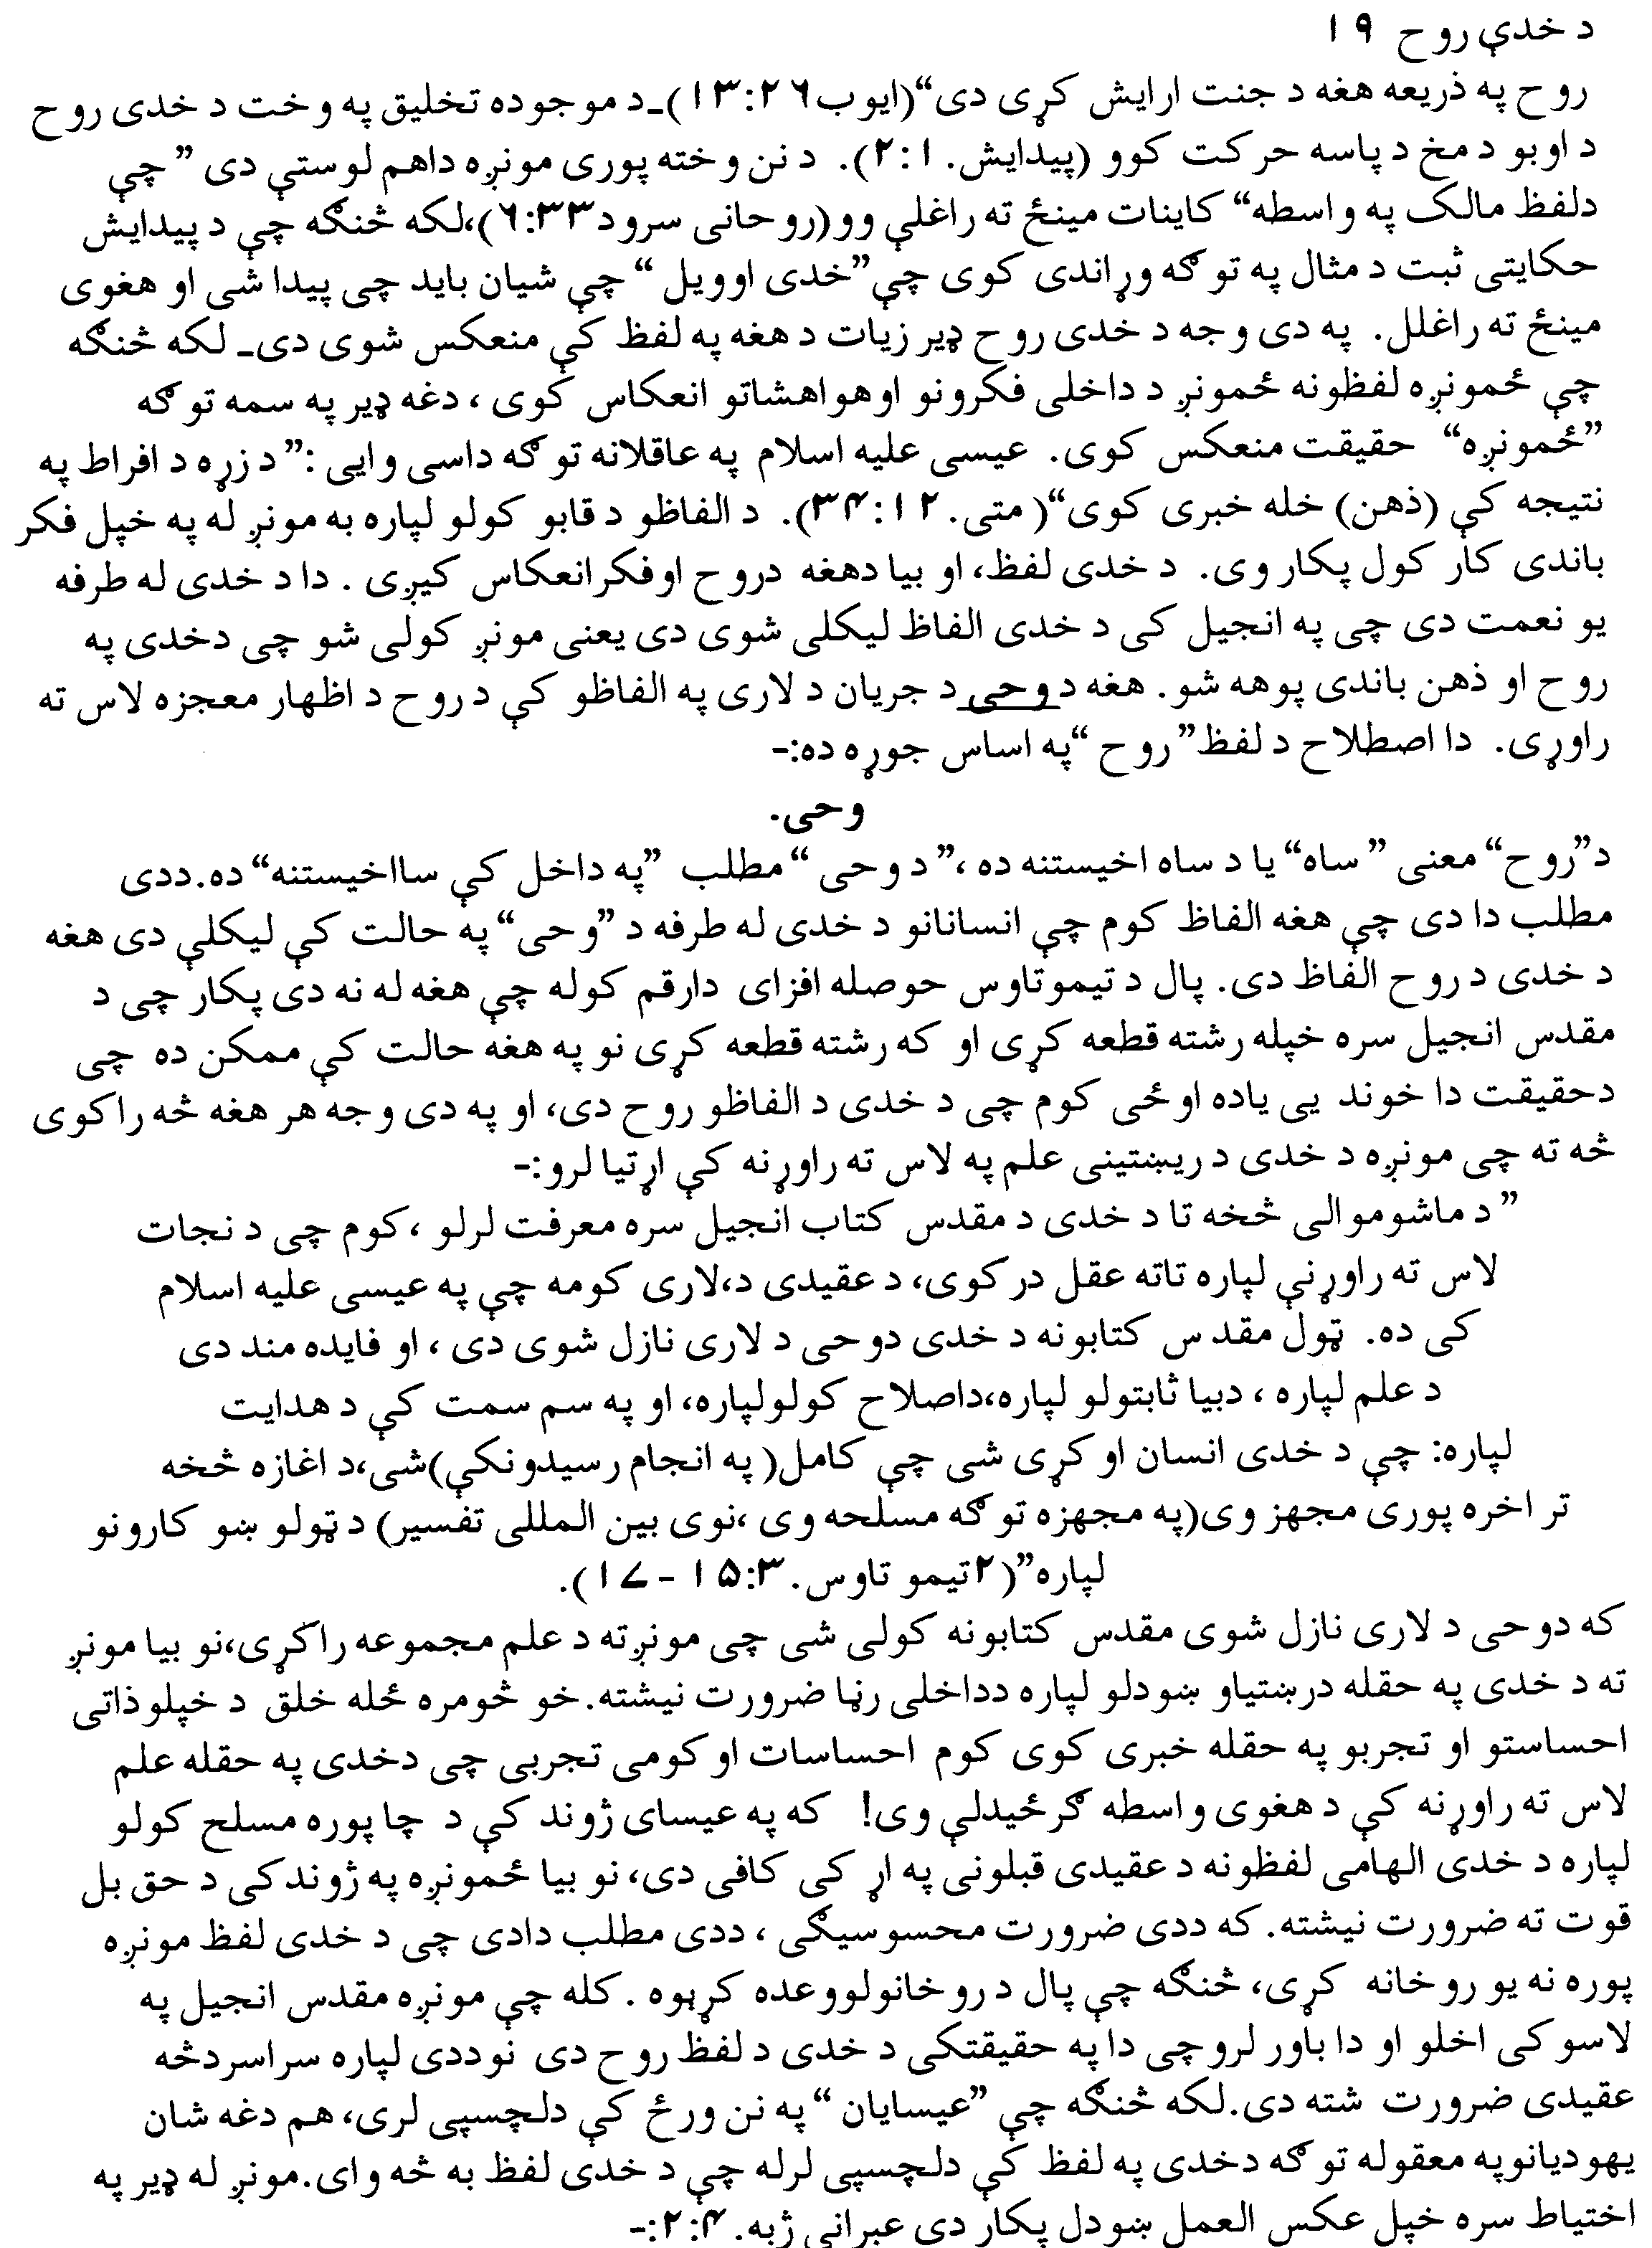 د خدې روح ۱۹
روح په ذریعه هغه د جنت ارایش کړی دی“(ایوب۱۳:۲۶)ـد موجوده تخلیق په وخت د خدی روح
د اوبو د مخ د پاسه حرکت کوو (پیدایش. ۲:۱). د نن وخته پوری مونږه داهم لوستې دی ” چې
دلفظ مالک په واسطه“ کاینات مینځ ته راغلې وو(روحانی سرود۶:۳۳)،لکه څنګه چې د پیدایش
حکایتی ثبت د مثال په توګه وړاندی کوی چې ”خدی اوویل “ چې شیان باید چی پیدا شی او هغوی
مینځ ته راغلل. په دی وجه د خدی روح ډیر زیات د هغه په لفظ کې منعکس شوی دی۔ لکه څنګه
چې ځمونږه لفظونه ځمونږ د داخلی فکرونو اوهواهشاتو انعکاس کوی ، دغه ډیر په سمه توګه
”ځمونږه“ حقیقت منعکس کوی. عیسی علیه اسلام په عاقلانه توګه داسی وایی :” د زړه د افراط په
نتیجه کې (ذهن) خله خبری کوی“( متی. ۳۴:۱۲). د الفاظو د قابو کولو لپاره به مونږ له په خپل فکر
باندی کار کول پکار وی. د خدی لفظ، او بیا دهغه دروح اوفکرانعکاس کیږی . دا د خدی له طرفه
یو نعمت دی چی په انجیل کی د خدی الفاظ لیکلی شوی دی یعنی مونږ کولی شو چی دخدی په
روح او ذهن باندی پوهه شو. هغه د وحی د جریان د لاری په الفاظو کې د روح د اظهار معجزه لاس ته
راوړی. دا اصطلاح د لفظ ”روح “په اساس جوړه ده:-
وحی.
د”روح“ معنی ” ساه“ یا د ساه اخیستنه ده ،” د وحی “ مطلب ”په داخل کې سااخیستنه“ ده.ددی
مطلب دا دی چې هغه الفاظ کوم چې انسانانو د خدی له طرفه د ”وحی“ په حالت کې لیکلې دی هغه
د خدی د روح الفاظ دی. پال د تیموتاوس حوصله افزای دارقم کوله چې هغه له نه دی پکار چی د
مقدس انجیل سره خپله رشته قطعه کړی او که رشته قطعه کړی نو په هغه حالت کې ممکن ده چی
دحقیقت دا خوند یی یاده اوځی کوم چی د خدی د الفاظو روح دی، او په دی وجه هر هغه څه راکوی
څه ته چی مونږه د خدی د ریښتینی علم په لاس ته راوړنه کې اړتیا لرو:-
” د ماشوموالی څخه تا د خدی د مقدس کتاب انجیل سره معرفت لرلو ،کوم چی د نجات
لاس ته راوړنې لپاره تاته عقل درکوی، د عقیدی د،لاری کومه چې په عیسی علیه اسلام
کی ده. ټول مقد س کتابونه د خدی دوحی د لاری نازل شوی دی ، او فایده مند دی
د علم لپاره ، دبیا ثابتولو لپاره،داصلاح کولولپاره، او په سم سمت کې د هدایت
لپاره: چې د خدی انسان اوکړی شی چې کامل( په انجام رسیدونکې)شی،د اغازه څخه
تر اخره پوری مجهز وی(په مجهزه توګه مسلحه وی ،نوی بین المللی تفسیر) د ټولو ښو کارونو
لپاره”(۲تیمو تاوس. ۱۵:۳ - ۱۷).
که دوحی د لاری نازل شوی مقدس کتابونه کولی شی چی مونږته د علم مجموعه راکړی،نو بیا مونږ
ته د خدی په حقله درښتیاو ښودلو لپاره دداخلی رڼا ضرورت نیشته. خو څومره ځله خلق د خپلوذاتی
احساستو او تجربو په حقله خبری کوی کوم احساسات اوکومی تجربی چی دخدی په حقله علم
لاس ته راوړنه کې د هغوی واسطه ګرځیدلې وی! که په عیسای ژوند کې د چا پوره مسلح کولو
لپاره د خدی الهامی لفظونه د عقیدی قبلونی په اړ کی کافی دی، نو بیا ځمونږه په ژوند کی د حق بل
قوت ته ضرورت نیشته. که ددی ضرورت محسوسیګی ، ددی مطلب دادی چی د خدی لفظ مونږه
پوره نه یو روخانه کړی، څنګه چې پال د روخانولووعده کړېوه . کله چې مونږه مقدس انجیل په
لاسو کی اخلو او دا باور لرو چی دا په حقیقتکی د خدی د لفظ روح دی نوددی لپاره سراسردڅه
عقیدی ضرورت شته دی.لکه څنګه چې ”عیسایان “ په نن ورځ کې دلچسپی لری، هم دغه شان
یهودیانوپه معقوله توګه دخدی په لفظ کې دلچسپی لرله چې د خدی لفظ به څه وای.مونږ له ډیر په
اختیاط سره خپل عکس العمل ښودل پکار دی عبرانی ژبه. ۲:۴:-